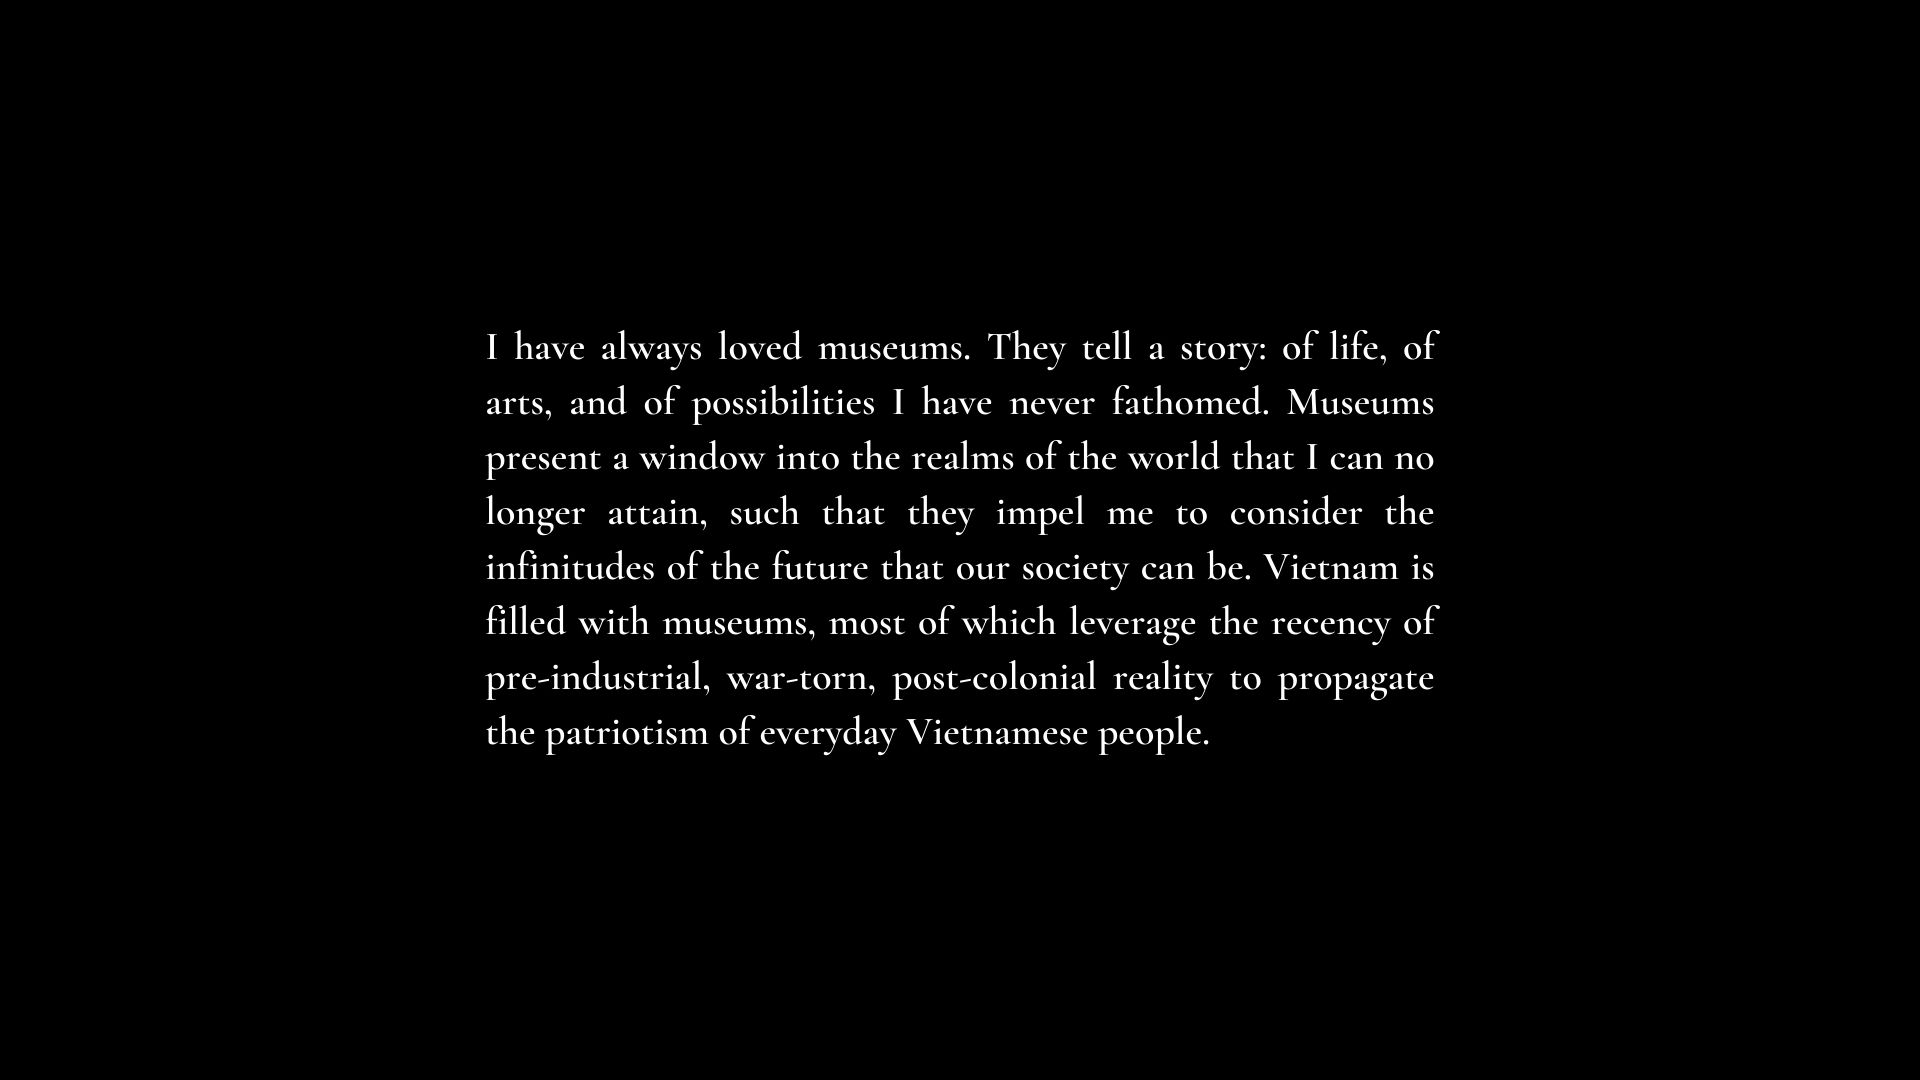 I have always loved museums. They tell a story: of life, of
arts, and of possibilities I have never fathomed. Museums
present a window into the realms of the world that I can no
longer attain, such that they impel me to consider the
infinitudes of the future that our society can be. Vietnam is
filled with museums, most of which leverage the recency of
pre-industrial, war-torn, post-colonial reality to propagate
the patriotism of everyday Vietnamese people.